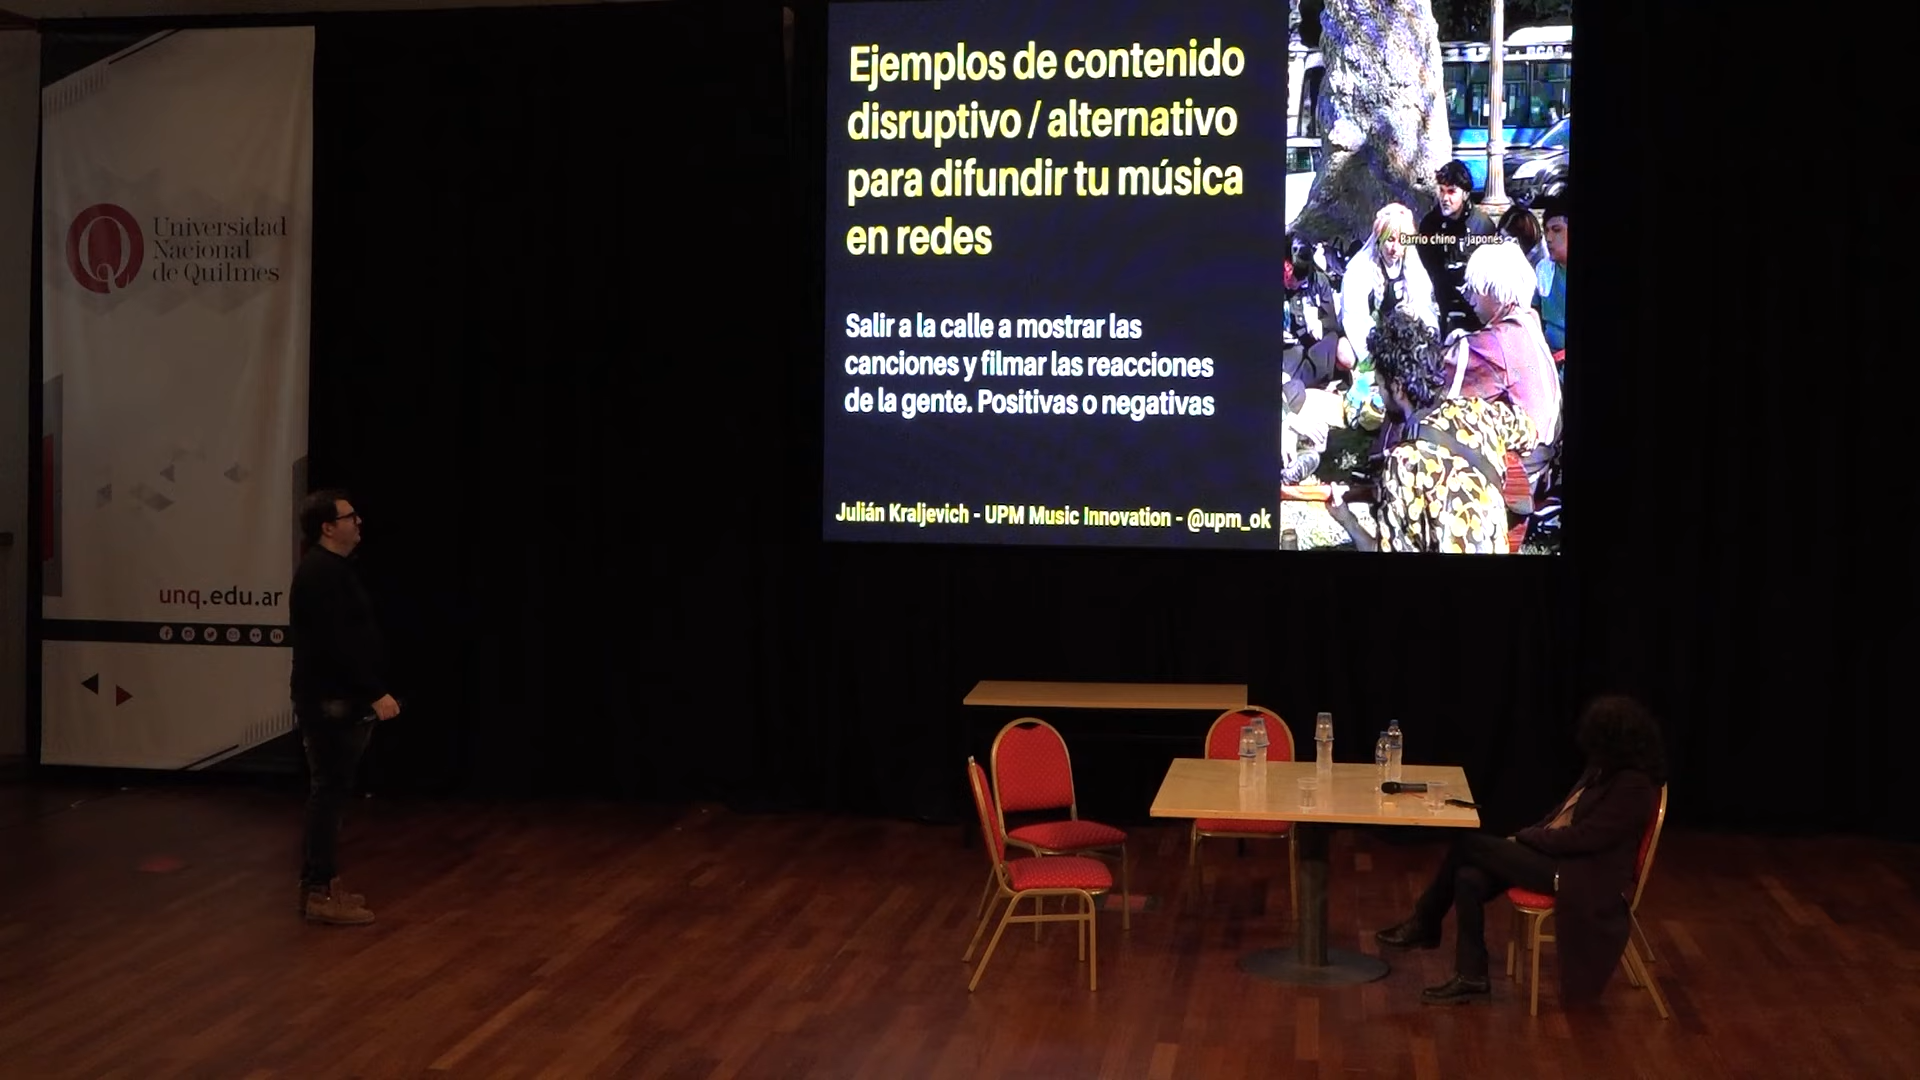 Universidad
Nacional
de Quilmes
unq.edu.ar
Ejemplos de contenido
disruptivo / alternativo
para difundir tu música
en redes
Salir a la calle a mostrar las
canciones y filmar las reacciones
de la gente. Positivas o negativas
Julián Kraljevich - UPM Music Innovation - @upm_ok
Barrio chino - japonés